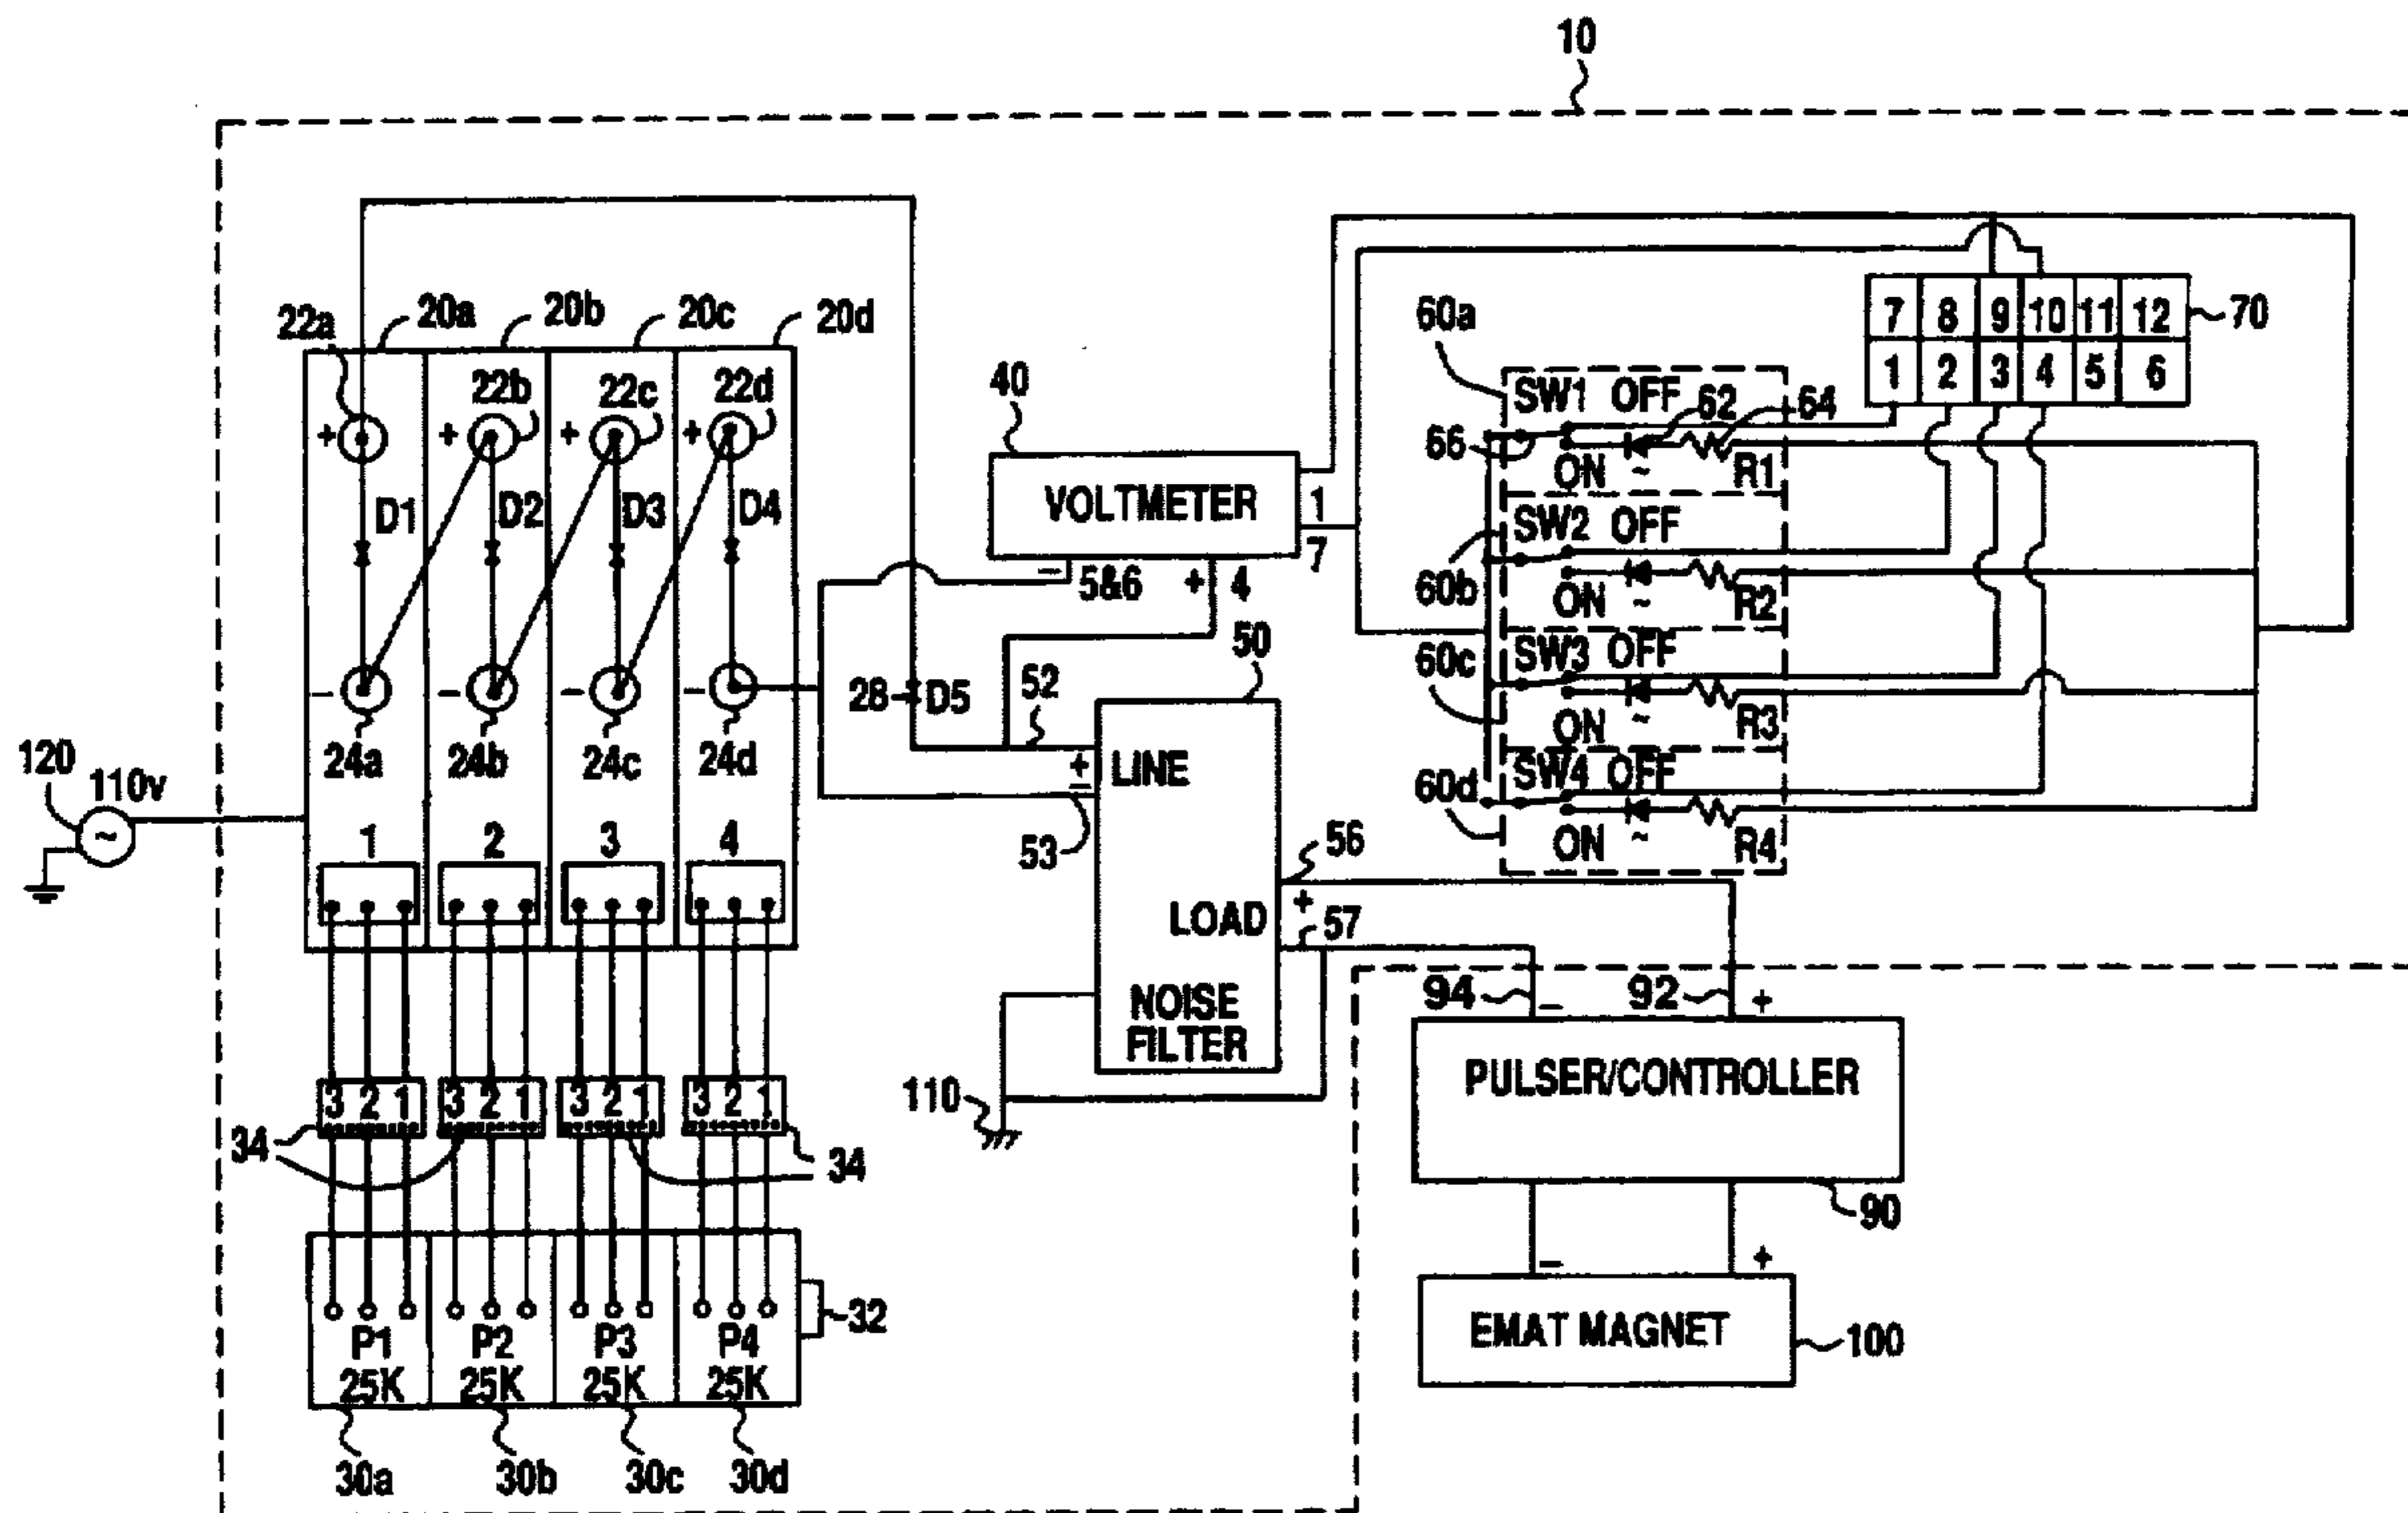 10
22a 20a 20b 20c 20d
+ + 22b + 22c + 22d
D1 D2 D3 D4
- - - -
24a 24b 24c 24d
120 110v
~
1 2 3 4
3 2 1 3 2 1 3 2 1 3 2 1
34 34
P1 P2 P3 P4
25K 25K 25K 25K
32
30a 30b 30c 30d
40
VOLTMETER
1
7
- 5&6 + 4
28 D5
52 50
+ LINE
-
53
56
LOAD +
57
NOISE
FILTER
110
7 8 9 10 11 12
1 2 3 4 5 6
70
60a
SW1 OFF 62 64
66
ON ~ R1
SW2 OFF
60b
ON ~ R2
60c SW3 OFF
ON ~ R3
60d SW4 OFF
ON ~ R4
94 - 92 +
PULSER/CONTROLLER
90
- +
EMAT MAGNET
100